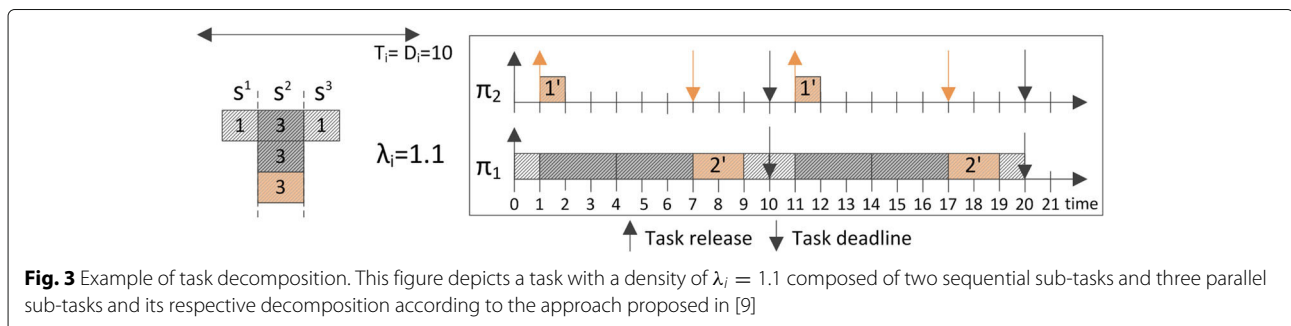 Tᵢ= Dᵢ=10
S¹ S² S³
1 3 1
3
3
λᵢ=1.1
π₂ 1' 1'
π₁ 2' 2'
0 1 2 3 4 5 6 7 8 9 10 11 12 13 14 15 16 17 18 19 20 21 time
Task release Task deadline
Fig. 3 Example of task decomposition. This figure depicts a task with a density of λᵢ = 1.1 composed of two sequential sub-tasks and three parallel
sub-tasks and its respective decomposition according to the approach proposed in [9]